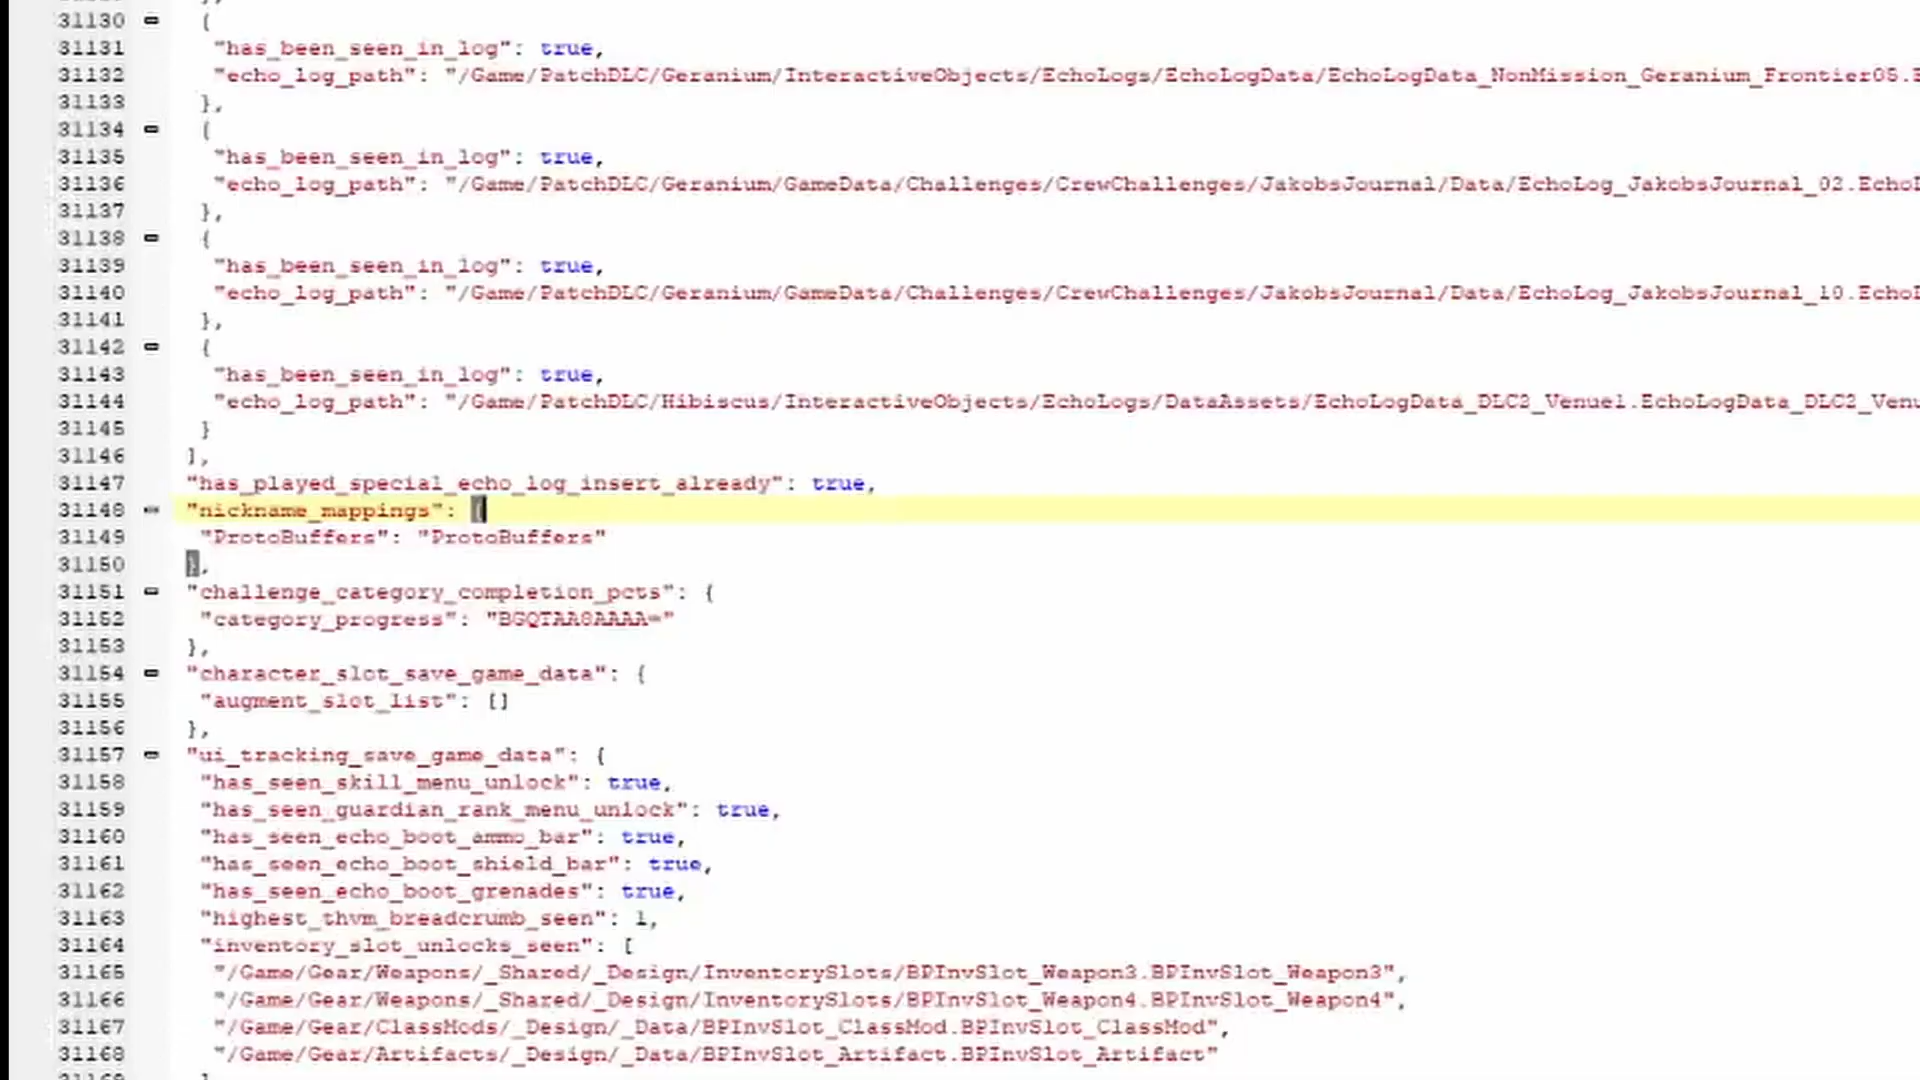 31130 {
31131 "has_been_seen_in_log": true,
31132 "echo_log_path": "/Game/PatchDLC/Geranium/InteractiveObjects/EchoLogs/EchoLogData/EchoLogData_NonMission_Geranium_Frontier05.
31133 },
31134 {
31135 "has_been_seen_in_log": true,
31136 "echo_log_path": "/Game/PatchDLC/Geranium/GameData/Challenges/CrewChallenges/JakobsJournal/Data/EchoLog_JakobsJournal_02.Echo
31137 },
31138 {
31139 "has_been_seen_in_log": true,
31140 "echo_log_path": "/Game/PatchDLC/Geranium/GameData/Challenges/CrewChallenges/JakobsJournal/Data/EchoLog_JakobsJournal_10.Echo
31141 },
31142 {
31143 "has_been_seen_in_log": true,
31144 "echo_log_path": "/Game/PatchDLC/Hibiscus/InteractiveObjects/EchoLogs/DataAssets/EchoLogData_DLC2_Venue1.EchoLogData_DLC2_Venu
31145 }
31146 ],
31147 "has_played_special_echo_log_insert_already": true,
31148 "nickname_mappings": {
31149 "ProtoBuffers": "ProtoBuffers"
31150 },
31151 "challenge_category_completion_pcts": {
31152 "category_progress": "BGQTAA8AAAA="
31153 },
31154 "character_slot_save_game_data": {
31155 "augment_slot_list": []
31156 },
31157 "ui_tracking_save_game_data": {
31158 "has_seen_skill_menu_unlock": true,
31159 "has_seen_guardian_rank_menu_unlock": true,
31160 "has_seen_echo_boot_ammo_bar": true,
31161 "has_seen_echo_boot_shield_bar": true,
31162 "has_seen_echo_boot_grenades": true,
31163 "highest_thvm_breadcrumb_seen": 1,
31164 "inventory_slot_unlocks_seen": [
31165 "/Game/Gear/Weapons/_Shared/_Design/InventorySlots/BPInvSlot_Weapon3.BPInvSlot_Weapon3",
31166 "/Game/Gear/Weapons/_Shared/_Design/InventorySlots/BPInvSlot_Weapon4.BPInvSlot_Weapon4",
31167 "/Game/Gear/ClassMods/_Design/_Data/BPInvSlot_ClassMod.BPInvSlot_ClassMod",
31168 "/Game/Gear/Artifacts/_Design/_Data/BPInvSlot_Artifact.BPInvSlot_Artifact"